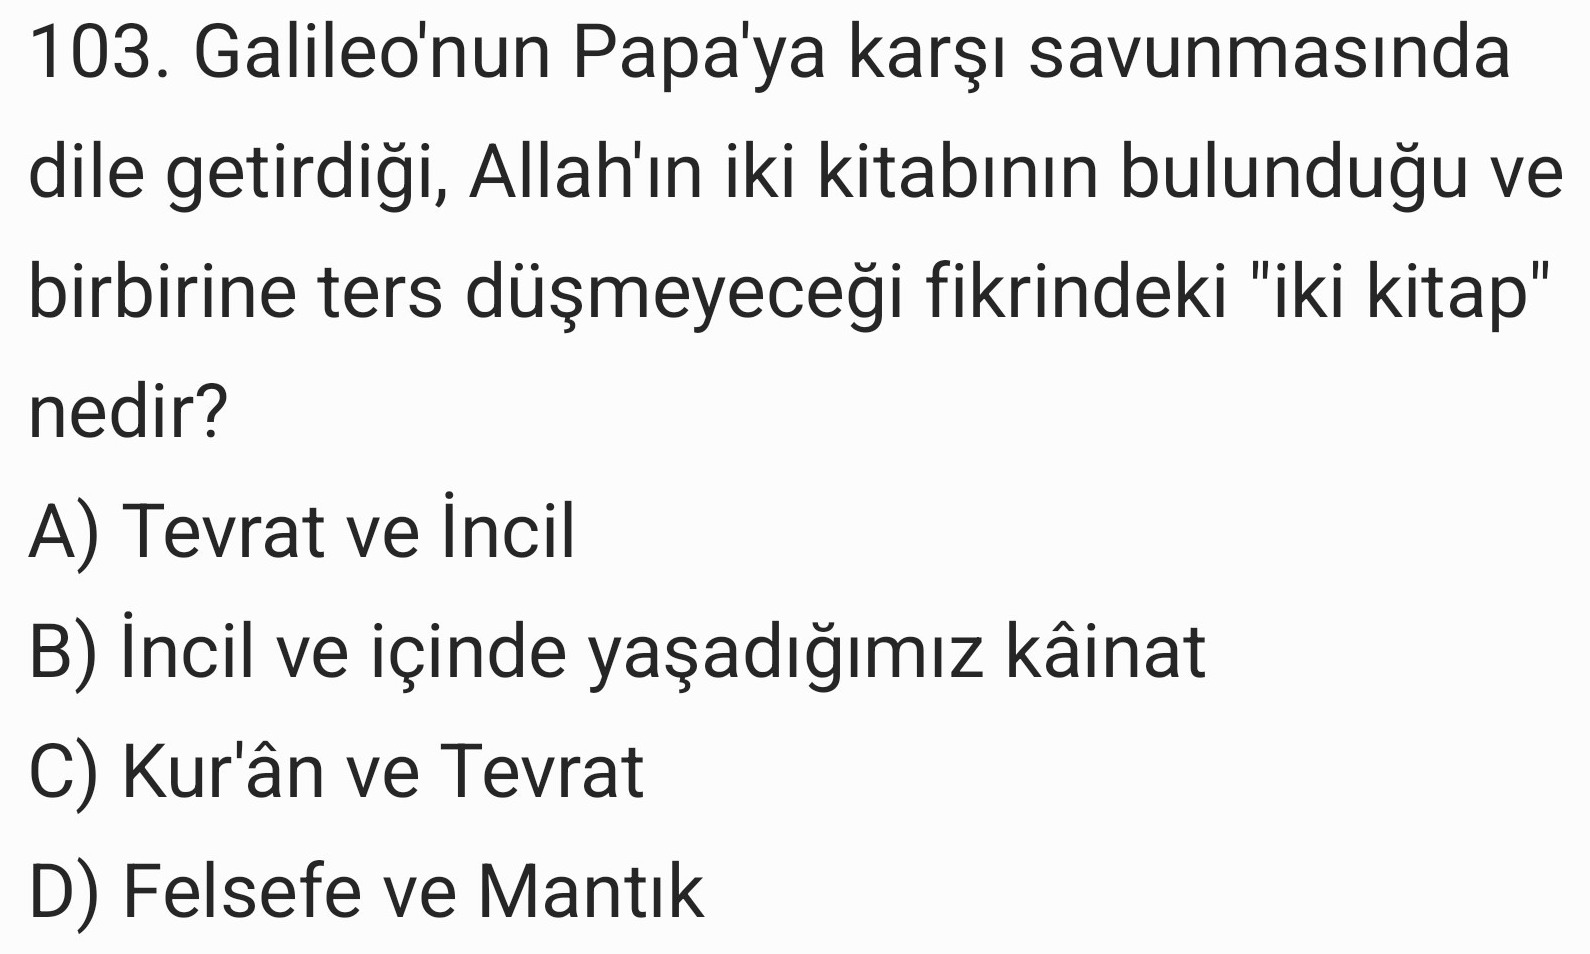 103. Galileo'nun Papa'ya karşı savunmasında
dile getirdiği, Allah'ın iki kitabının bulunduğu ve
birbirine ters düşmeyeceği fikrindeki "iki kitap"
nedir?
A) Tevrat ve İncil
B) İncil ve içinde yaşadığımız kâinat
C) Kur'ân ve Tevrat
D) Felsefe ve Mantık